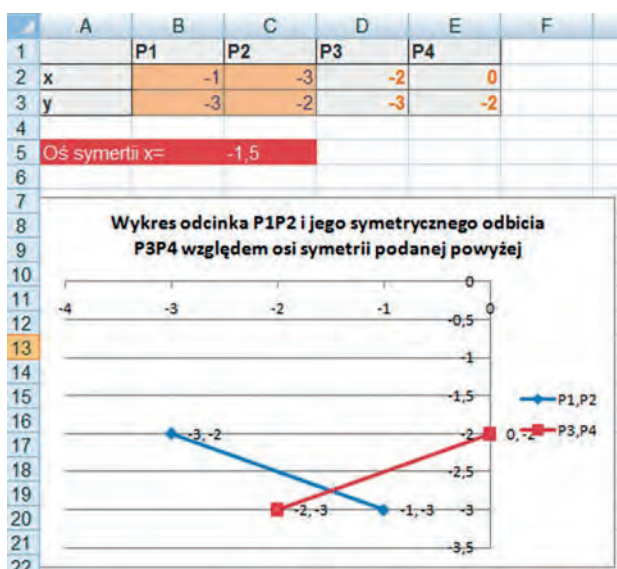 A B C D E F
1 P1 P2 P3 P4
2 x -1 -3 -2 0
3 y -3 -2 -3 -2
4
5 Oś symertii x= -1,5
6
7
8 Wykres odcinka P1P2 i jego symetrycznego odbicia
9 P3P4 względem osi symetrii podanej powyżej
10 0
11 -4 -3 -2 -1 0
12 -0,5
13 -1
14
15 -1,5 P1,P2
16 -3,-2 -2 0,-2 P3,P4
17
18 -2,5
19
20 -2,-3 -1,-3 -3
21 -3,5
22